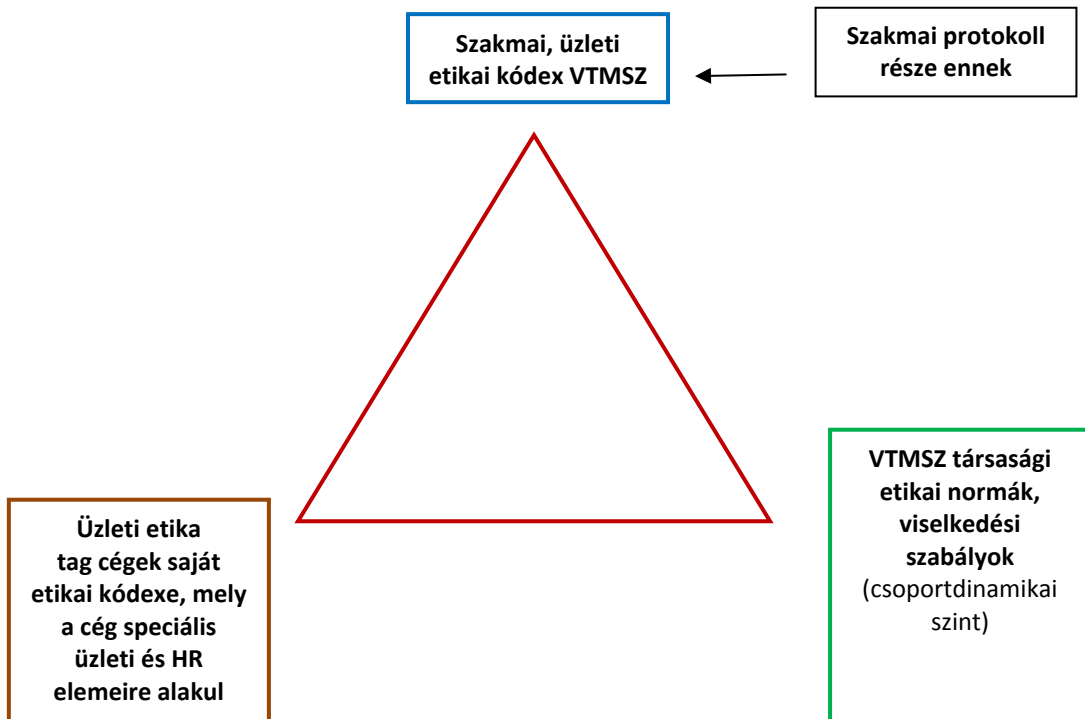 Szakmai, üzleti
etikai kódex VTMSZ
Szakmai protokoll
része ennek
Üzleti etika
tag cégek saját
etikai kódexe, mely
a cég speciális
üzleti és HR
elemeire alakul
VTMSZ társasági
etikai normák,
viselkedési
szabályok
(csoportdinamikai
szint)